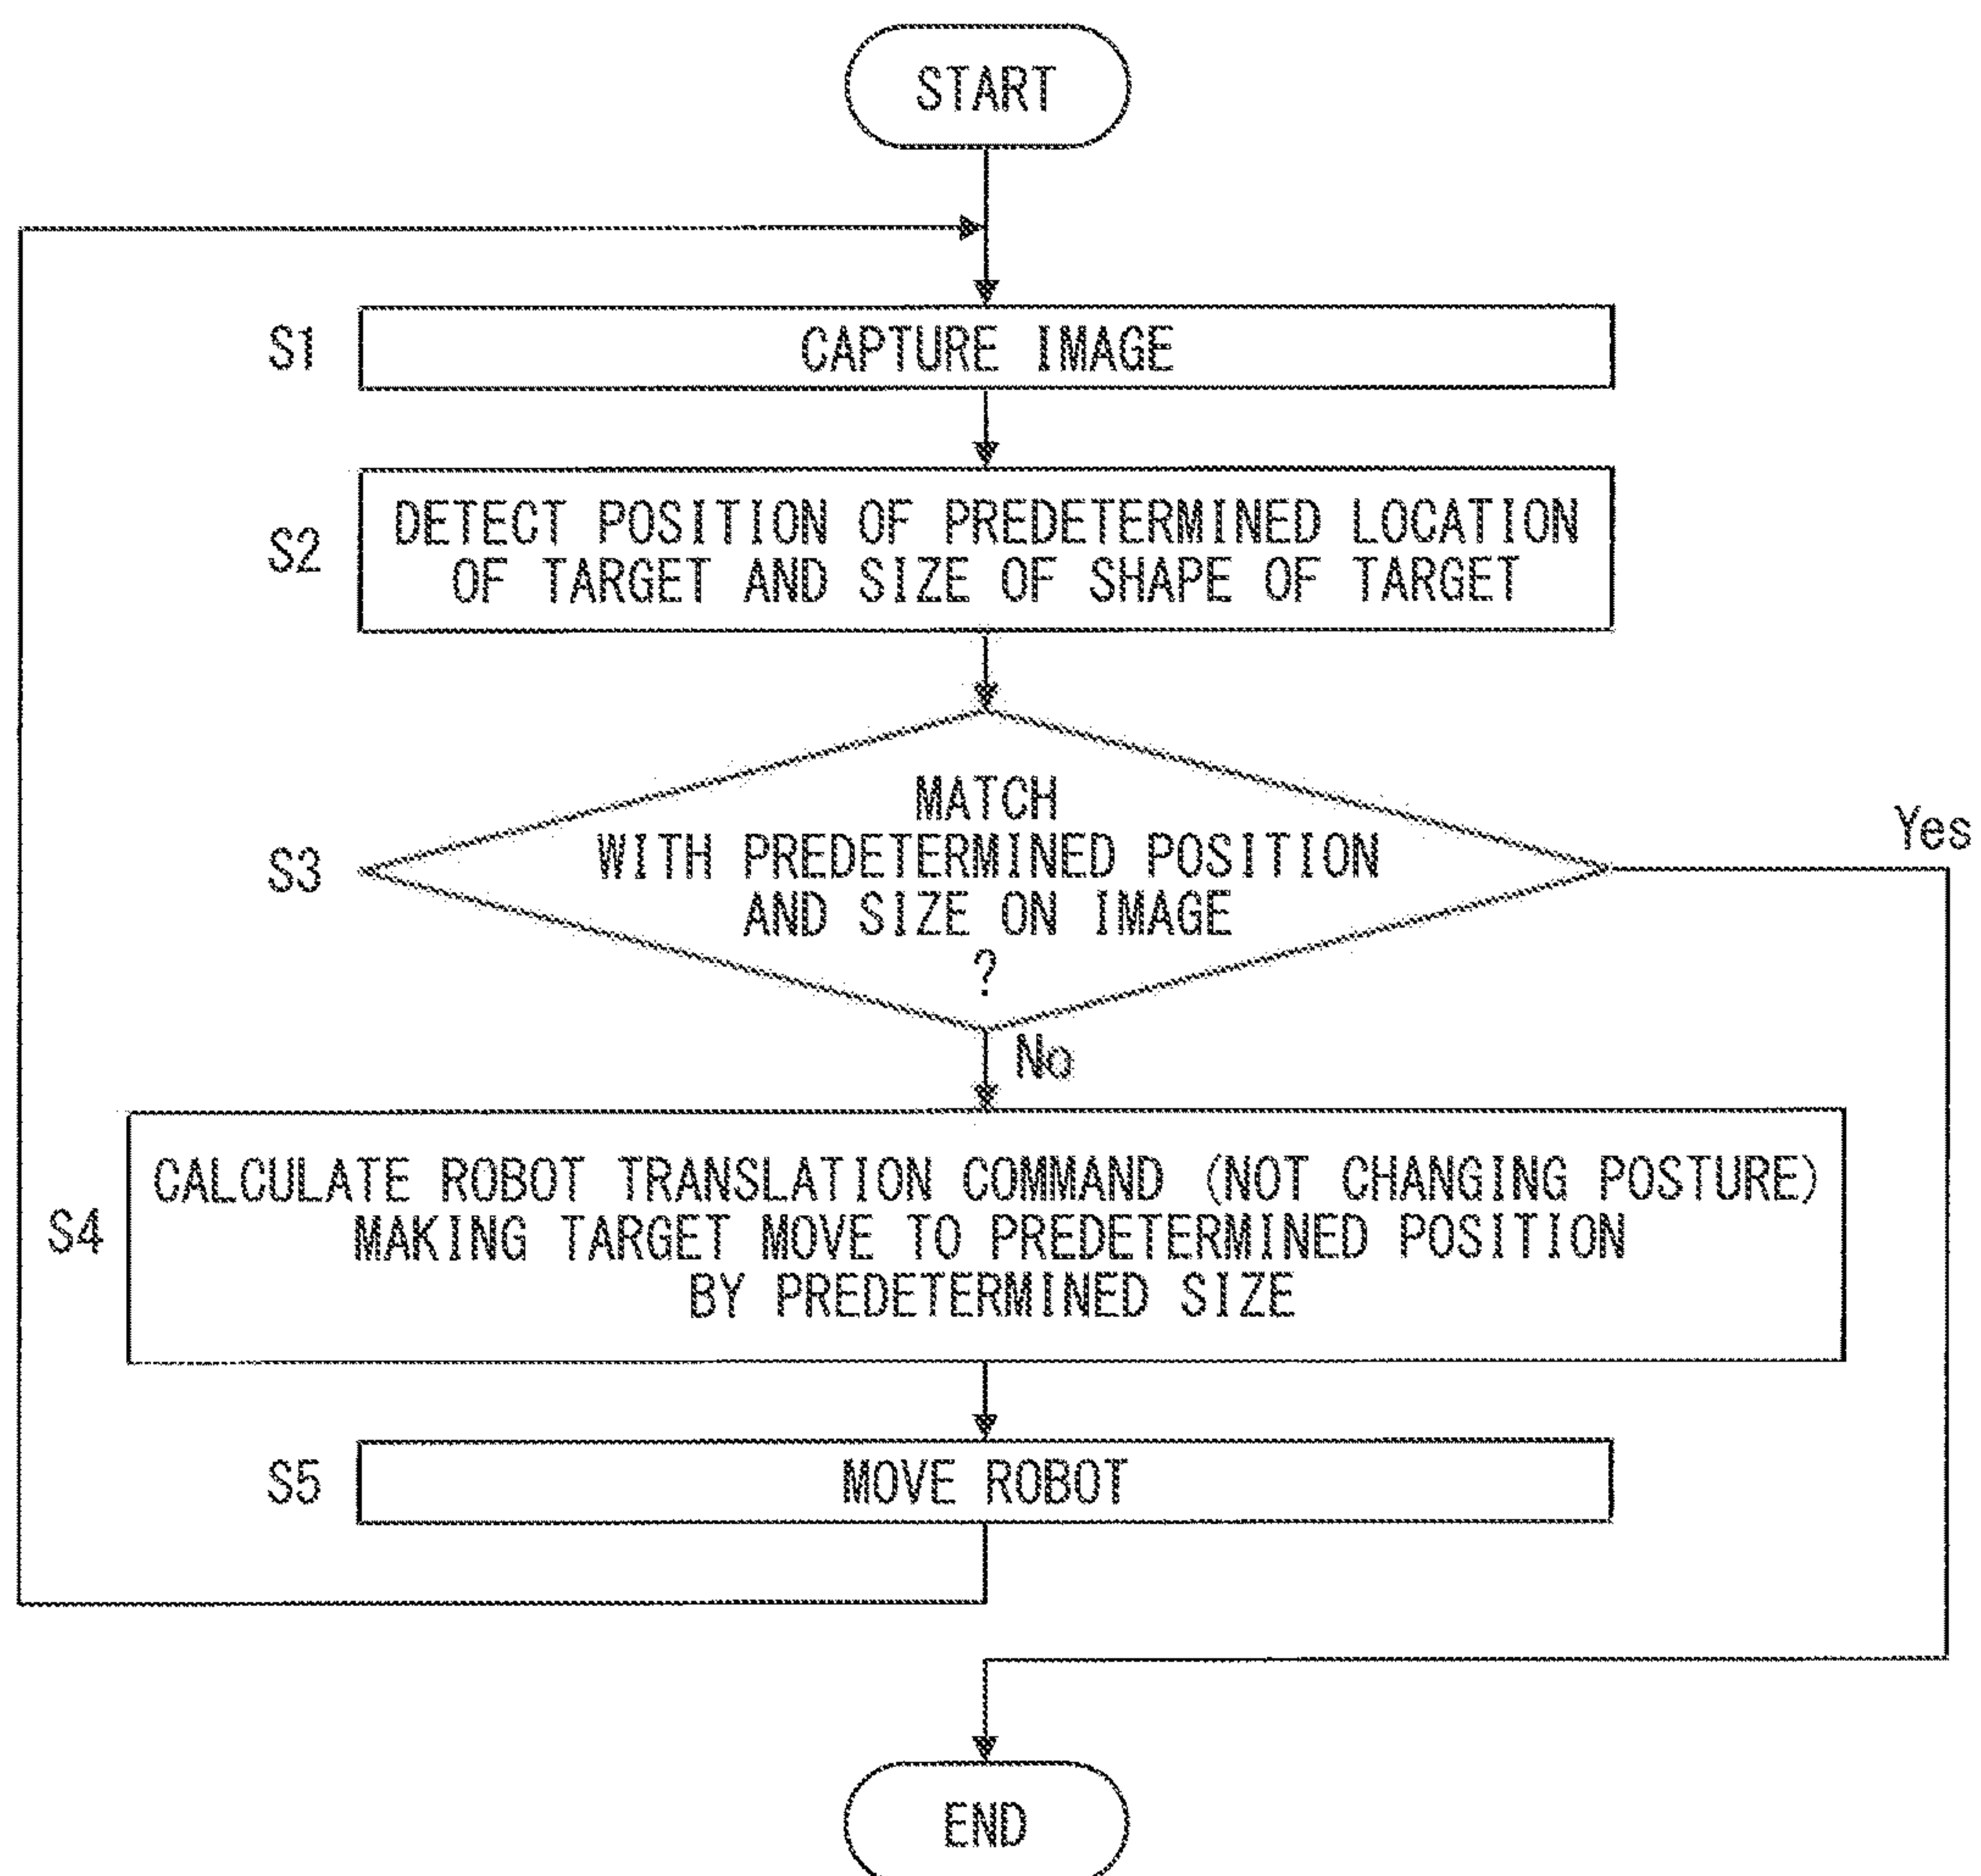 START
S1
CAPTURE IMAGE
S2
DETECT POSITION OF PREDETERMINED LOCATION
OF TARGET AND SIZE OF SHAPE OF TARGET
S3
MATCH
WITH PREDETERMINED POSITION
AND SIZE ON IMAGE
?
Yes
No
S4
CALCULATE ROBOT TRANSLATION COMMAND (NOT CHANGING POSTURE)
MAKING TARGET MOVE TO PREDETERMINED POSITION
BY PREDETERMINED SIZE
S5
MOVE ROBOT
END